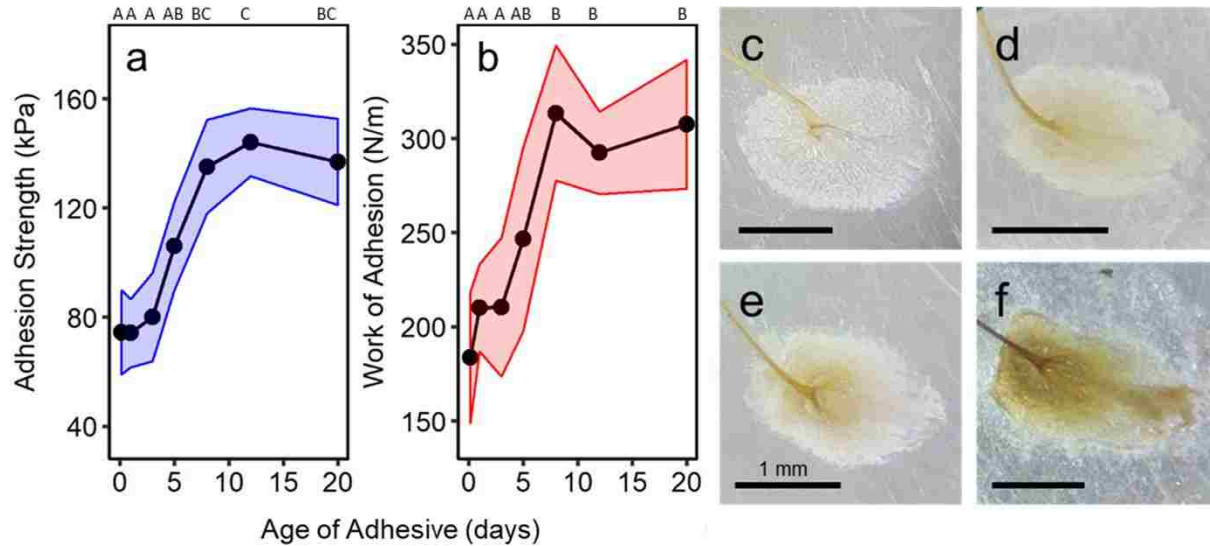 A A A AB BC C BC
A A A AB B B B
a
b
c
d
e
f
Adhesion Strength (kPa)
160
120
80
40
0 5 10 15 20
Work of Adhesion (N/m)
350
300
250
200
150
0 5 10 15 20
Age of Adhesive (days)
1 mm